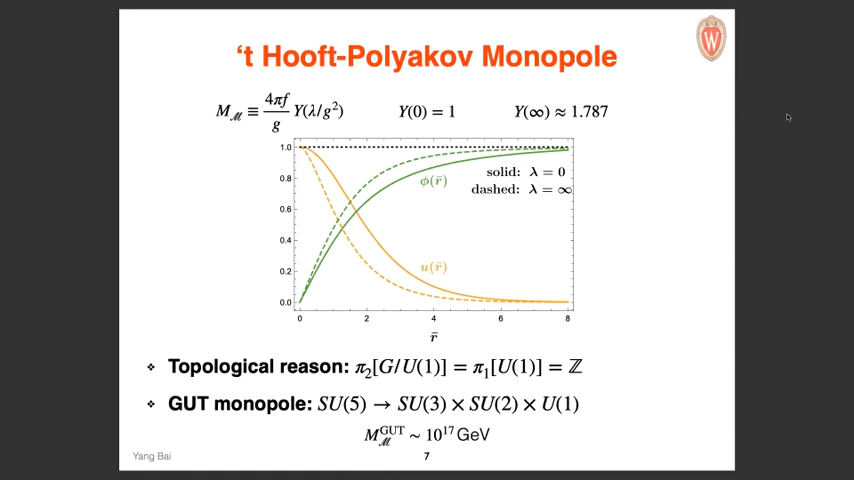 W
‘t Hooft-Polyakov Monopole
M_ℳ ≡ 4πf/g Y(λ/g²) Y(0) = 1 Y(∞) ≈ 1.787
1.0
0.8
0.6
0.4
0.2
0.0
solid: λ = 0
dashed: λ = ∞
ϕ(r̄)
u(r̄)
0 2 4 6 8
r̄
❖ Topological reason: π₂[G/U(1)] = π₁[U(1)] = ℤ
❖ GUT monopole: SU(5) → SU(3) × SU(2) × U(1)
M_ℳ^GUT ~ 10¹⁷ GeV
Yang Bai
7